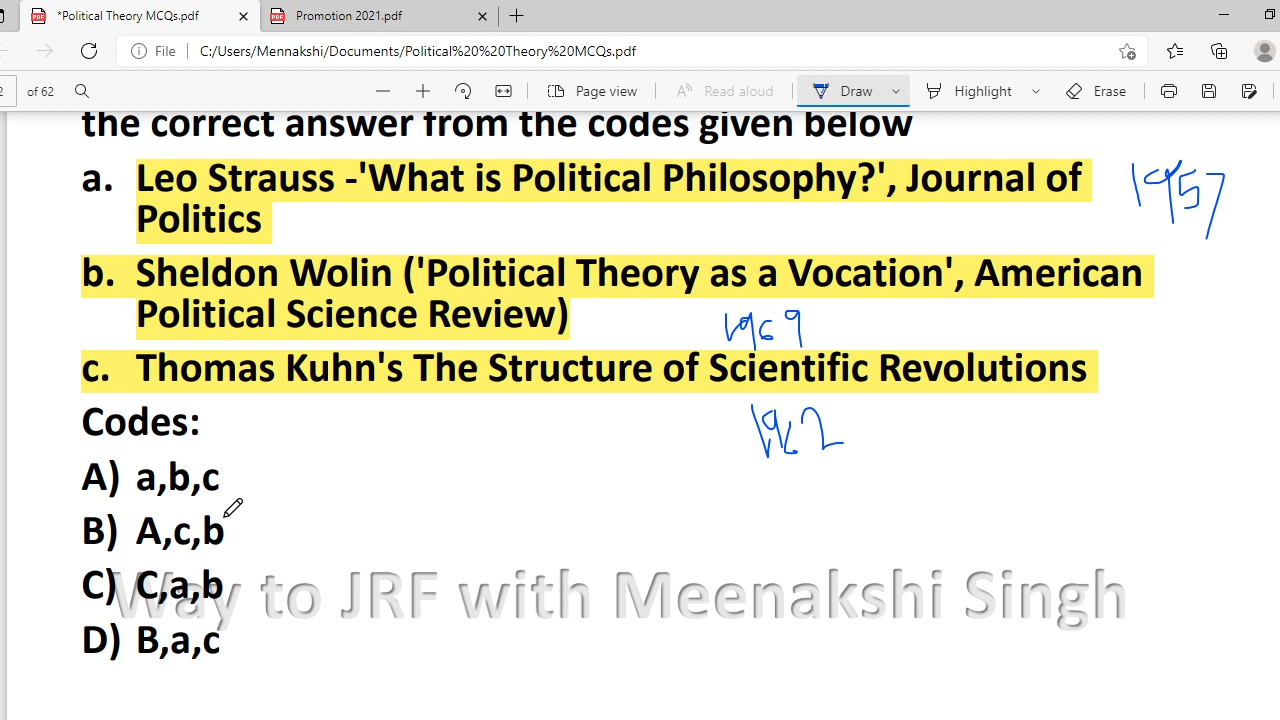 *Political Theory MCQs.pdf
Promotion 2021.pdf
File
C:/Users/Mennakshi/Documents/Political%20%20Theory%20MCQs.pdf
2 of 62
Page view
Read aloud
Draw
Highlight
Erase
the correct answer from the codes given below
a. Leo Strauss -'What is Political Philosophy?', Journal of
Politics
1957
b. Sheldon Wolin ('Political Theory as a Vocation', American
Political Science Review)
1969
c. Thomas Kuhn's The Structure of Scientific Revolutions
1962
Codes:
A) a,b,c
B) A,c,b
C) C,a,b
Way to JRF with Meenakshi Singh
D) B,a,c